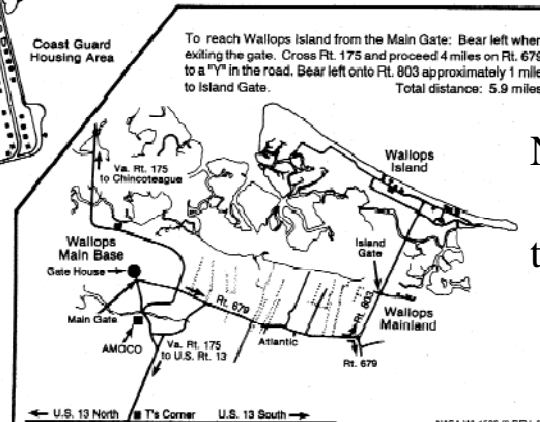 Coast Guard
Housing Area
To reach Wallops Island from the Main Gate: Bear left when
exiting the gate. Cross Rt. 175 and proceed 4 miles on Rt. 679
to a "Y" in the road. Bear left onto Rt. 803 approximately 1 mile
to Island Gate.
Total distance: 5.9 miles
Va. Rt. 175
to Chincoteague
Wallops
Island
Wallops
Main Base
Gate House
Island
Gate
Rt. 679
Rt. 803
Main Gate
Wallops
Mainland
AMOCO
Va. Rt. 175
to U.S. Rt. 13
Atlantic
Rt. 679
U.S. 13 North
T's Corner
U.S. 13 South